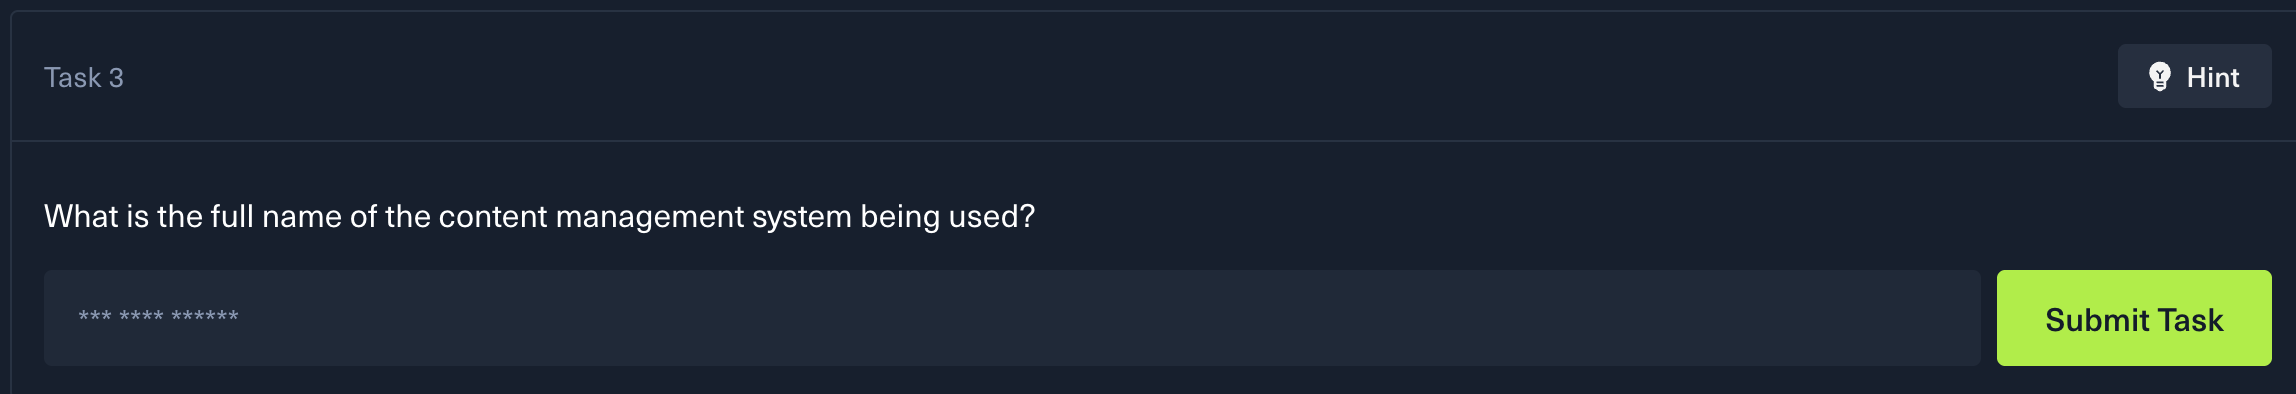 Task 3
Hint
What is the full name of the content management system being used?
*** **** ******
Submit Task